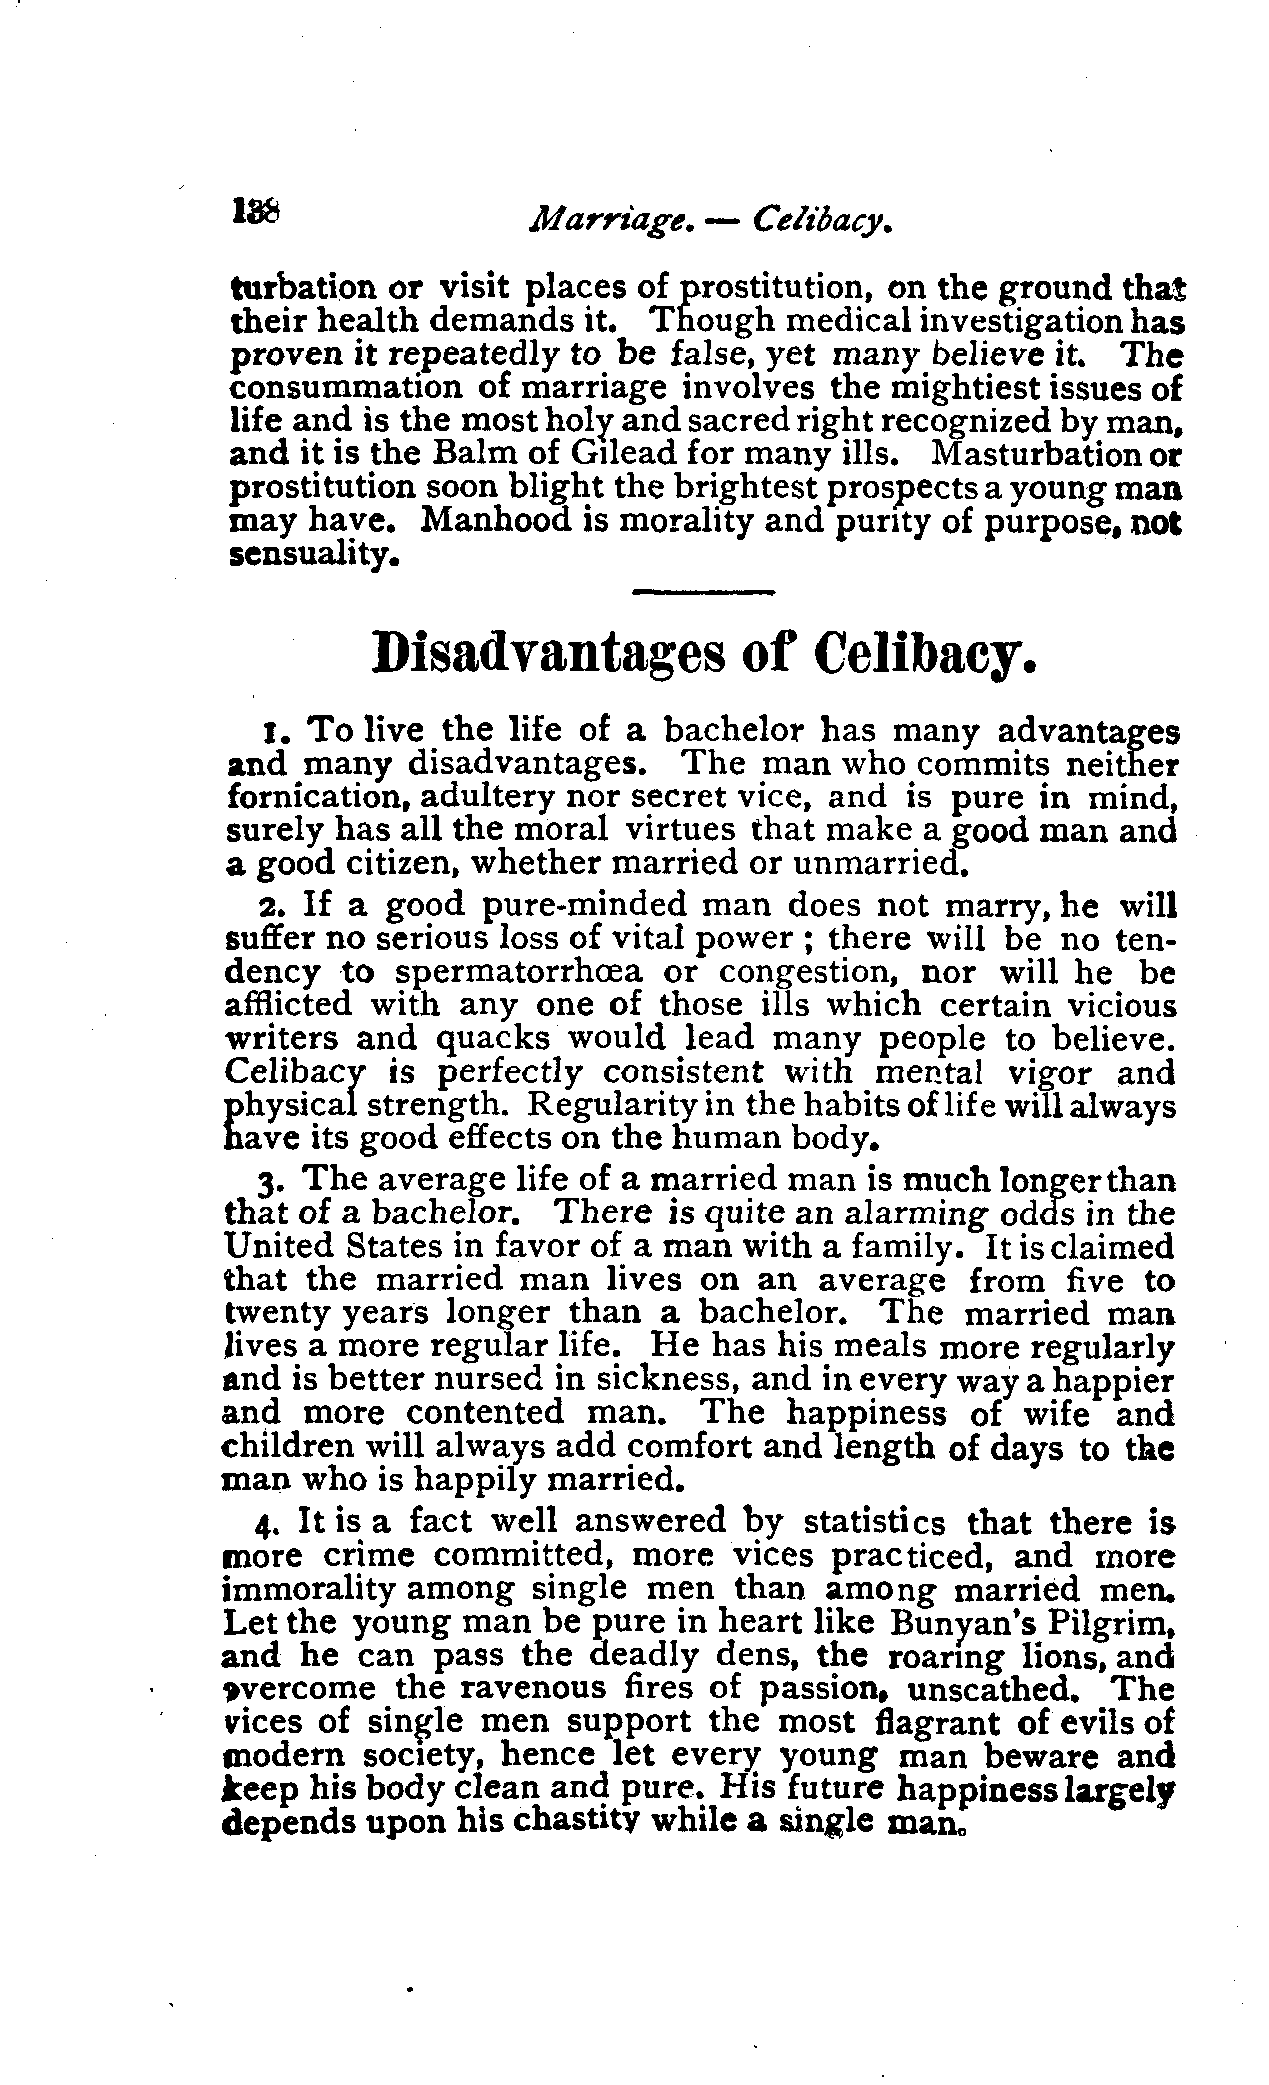 138
Marriage. — Celibacy.
turbation or visit places of prostitution, on the ground that
their health demands it. Though medical investigation has
proven it repeatedly to be false, yet many believe it. The
consummation of marriage involves the mightiest issues of
life and is the most holy and sacred right recognized by man,
and it is the Balm of Gilead for many ills. Masturbation or
prostitution soon blight the brightest prospects a young man
may have. Manhood is morality and purity of purpose, not
sensuality.
Disadvantages of Celibacy.
1. To live the life of a bachelor has many advantages
and many disadvantages. The man who commits neither
fornication, adultery nor secret vice, and is pure in mind,
surely has all the moral virtues that make a good man and
a good citizen, whether married or unmarried.
2. If a good pure-minded man does not marry, he will
suffer no serious loss of vital power ; there will be no ten-
dency to spermatorrhœa or congestion, nor will he be
afflicted with any one of those ills which certain vicious
writers and quacks would lead many people to believe.
Celibacy is perfectly consistent with mental vigor and
physical strength. Regularity in the habits of life will always
have its good effects on the human body.
3. The average life of a married man is much longer than
that of a bachelor. There is quite an alarming odds in the
United States in favor of a man with a family. It is claimed
that the married man lives on an average from five to
twenty years longer than a bachelor. The married man
lives a more regular life. He has his meals more regularly
and is better nursed in sickness, and in every way a happier
and more contented man. The happiness of wife and
children will always add comfort and length of days to the
man who is happily married.
4. It is a fact well answered by statistics that there is
more crime committed, more vices practiced, and more
immorality among single men than among married men.
Let the young man be pure in heart like Bunyan's Pilgrim,
and he can pass the deadly dens, the roaring lions, and
overcome the ravenous fires of passion, unscathed. The
vices of single men support the most flagrant of evils of
modern society, hence let every young man beware and
keep his body clean and pure. His future happiness largely
depends upon his chastity while a single man.